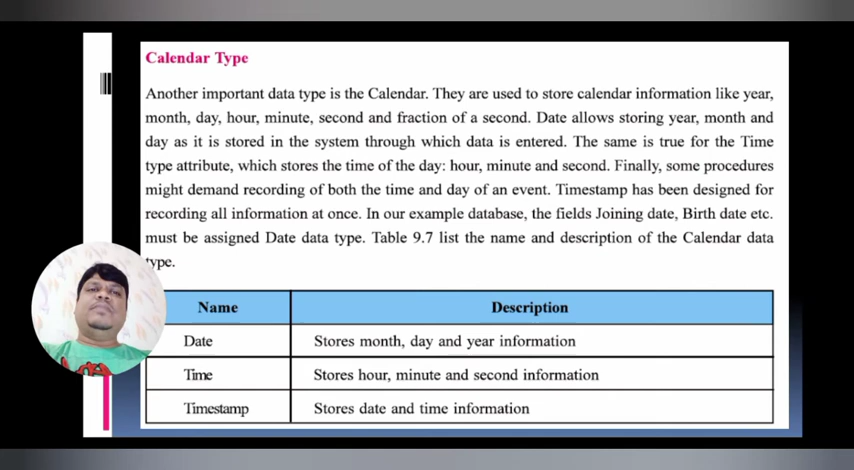 Calendar Type
Another important data type is the Calendar. They are used to store calendar information like year,
month, day, hour, minute, second and fraction of a second. Date allows storing year, month and
day as it is stored in the system through which data is entered. The same is true for the Time
type attribute, which stores the time of the day: hour, minute and second. Finally, some procedures
might demand recording of both the time and day of an event. Timestamp has been designed for
recording all information at once. In our example database, the fields Joining date, Birth date etc.
must be assigned Date data type. Table 9.7 list the name and description of the Calendar data
type.
Name Description
Date Stores month, day and year information
Time Stores hour, minute and second information
Timestamp Stores date and time information